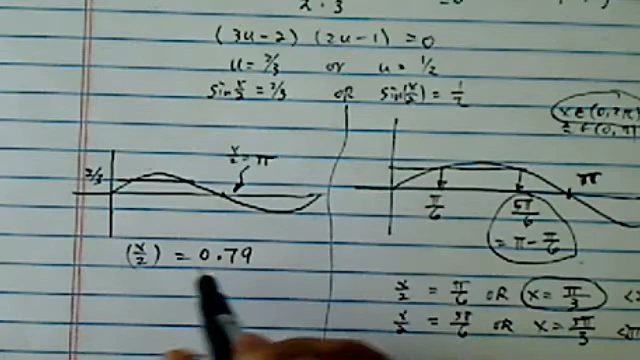 2 · 3
(3u-2) (2u-1) = 0
u = 2/3 or u = 1/2
sin x/2 = 2/3 OR sin(x/2) = 1/2
x ∈ (0, 2π)
x/2 ∈ (0, π)
x/2 = π
2/3
π
π/6
5π/6
= π - π/6
(x/2) = 0.79
x/2 = π/6 OR x = π/3 <
x/2 = 5π/6 OR x = 5π/3 <